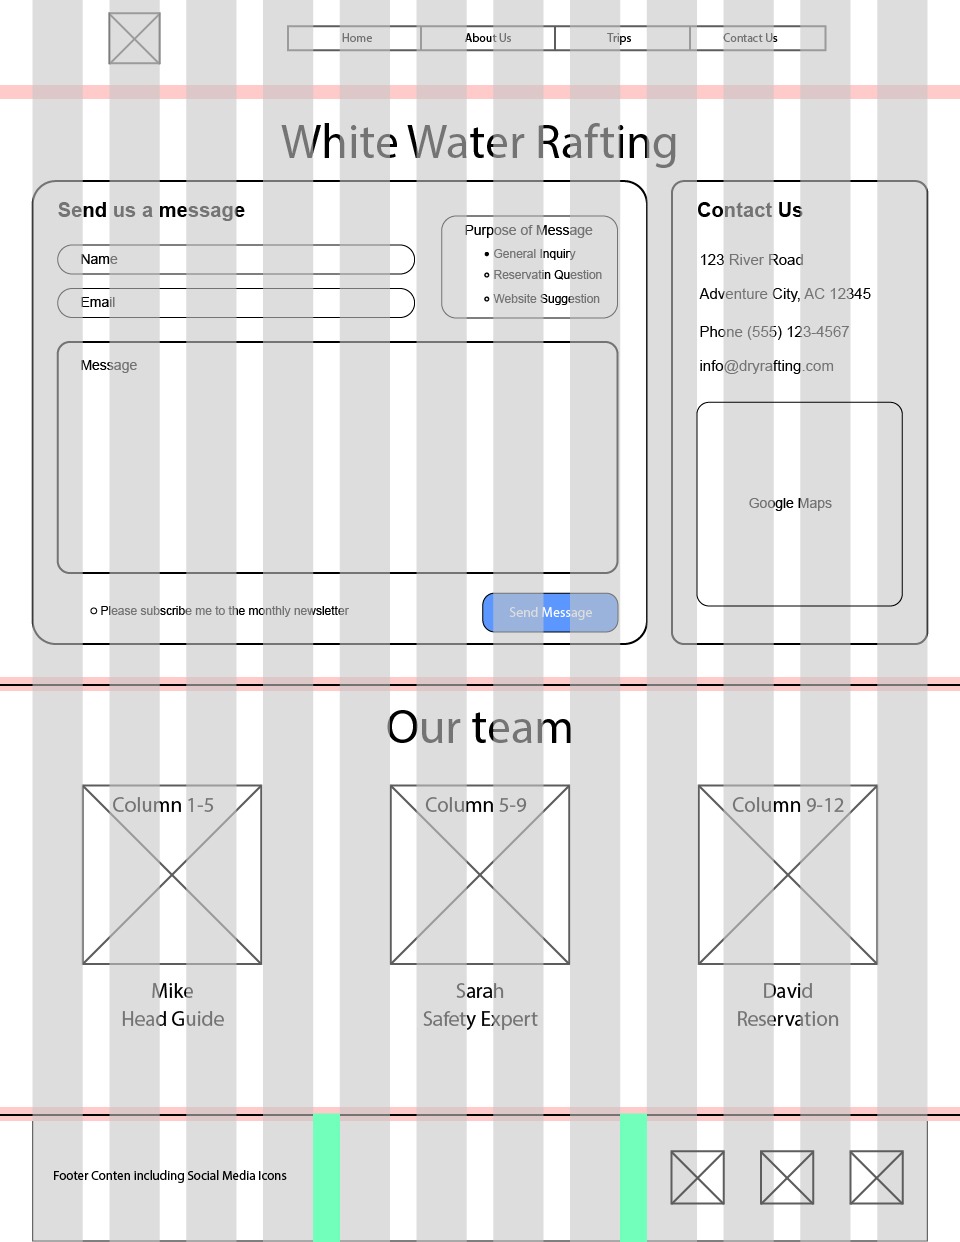 Home
About Us
Trips
Contact Us
White Water Rafting
Send us a message
Name
Email
Purpose of Message
General Inquiry
Reservatin Question
Website Suggestion
Message
Please subscribe me to the monthly newsletter
Send Message
Contact Us
123 River Road
Adventure City, AC 12345
Phone (555) 123-4567
info@dryrafting.com
Google Maps
Our team
Column 1-5
Mike
Head Guide
Column 5-9
Sarah
Safety Expert
Column 9-12
David
Reservation
Footer Conten including Social Media Icons